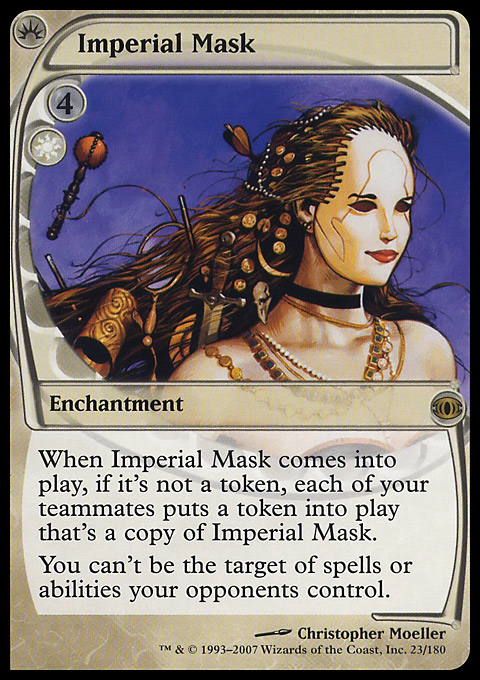 Imperial Mask
4
Enchantment
When Imperial Mask comes into
play, if it's not a token, each of your
teammates puts a token into play
that's a copy of Imperial Mask.
You can't be the target of spells or
abilities your opponents control.
Christopher Moeller
™ & © 1993–2007 Wizards of the Coast, Inc. 23/180